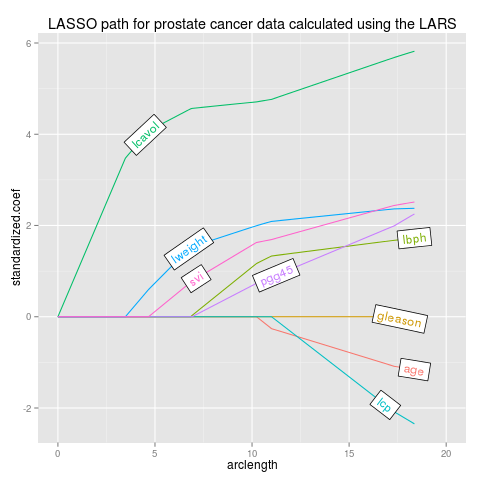 LASSO path for prostate cancer data calculated using the LARS
standardized.coef
6
4
2
0
-2
lcavol
lweight
svi
pgg45
lbph
gleason
age
lcp
0
5
10
15
20
arclength